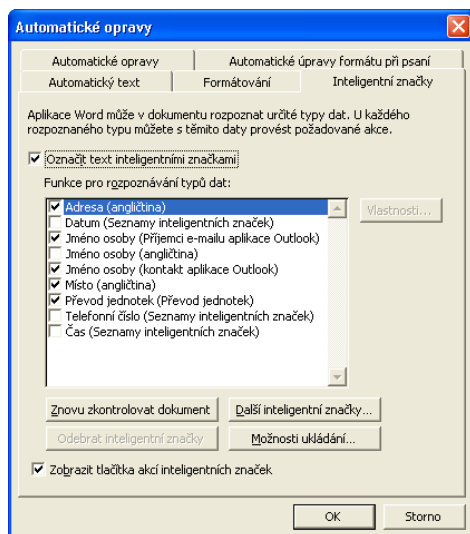 Automatické opravy
Automatické opravy
Automatické úpravy formátu při psaní
Automatický text
Formátování
Inteligentní značky
Aplikace Word může v dokumentu rozpoznat určité typy dat. U každého
rozpoznaného typu můžete s těmito daty provést požadované akce.
Označit text inteligentními značkami
Funkce pro rozpoznávání typů dat:
Adresa (angličtina)
Datum (Seznamy inteligentních značek)
Jméno osoby (Příjemci e-mailu aplikace Outlook)
Jméno osoby (angličtina)
Jméno osoby (kontakt aplikace Outlook)
Místo (angličtina)
Převod jednotek (Převod jednotek)
Telefonní číslo (Seznamy inteligentních značek)
Čas (Seznamy inteligentních značek)
Vlastnosti...
Znovu zkontrolovat dokument
Další inteligentní značky...
Odebrat inteligentní značky
Možnosti ukládání...
Zobrazit tlačítka akcí inteligentních značek
OK
Storno